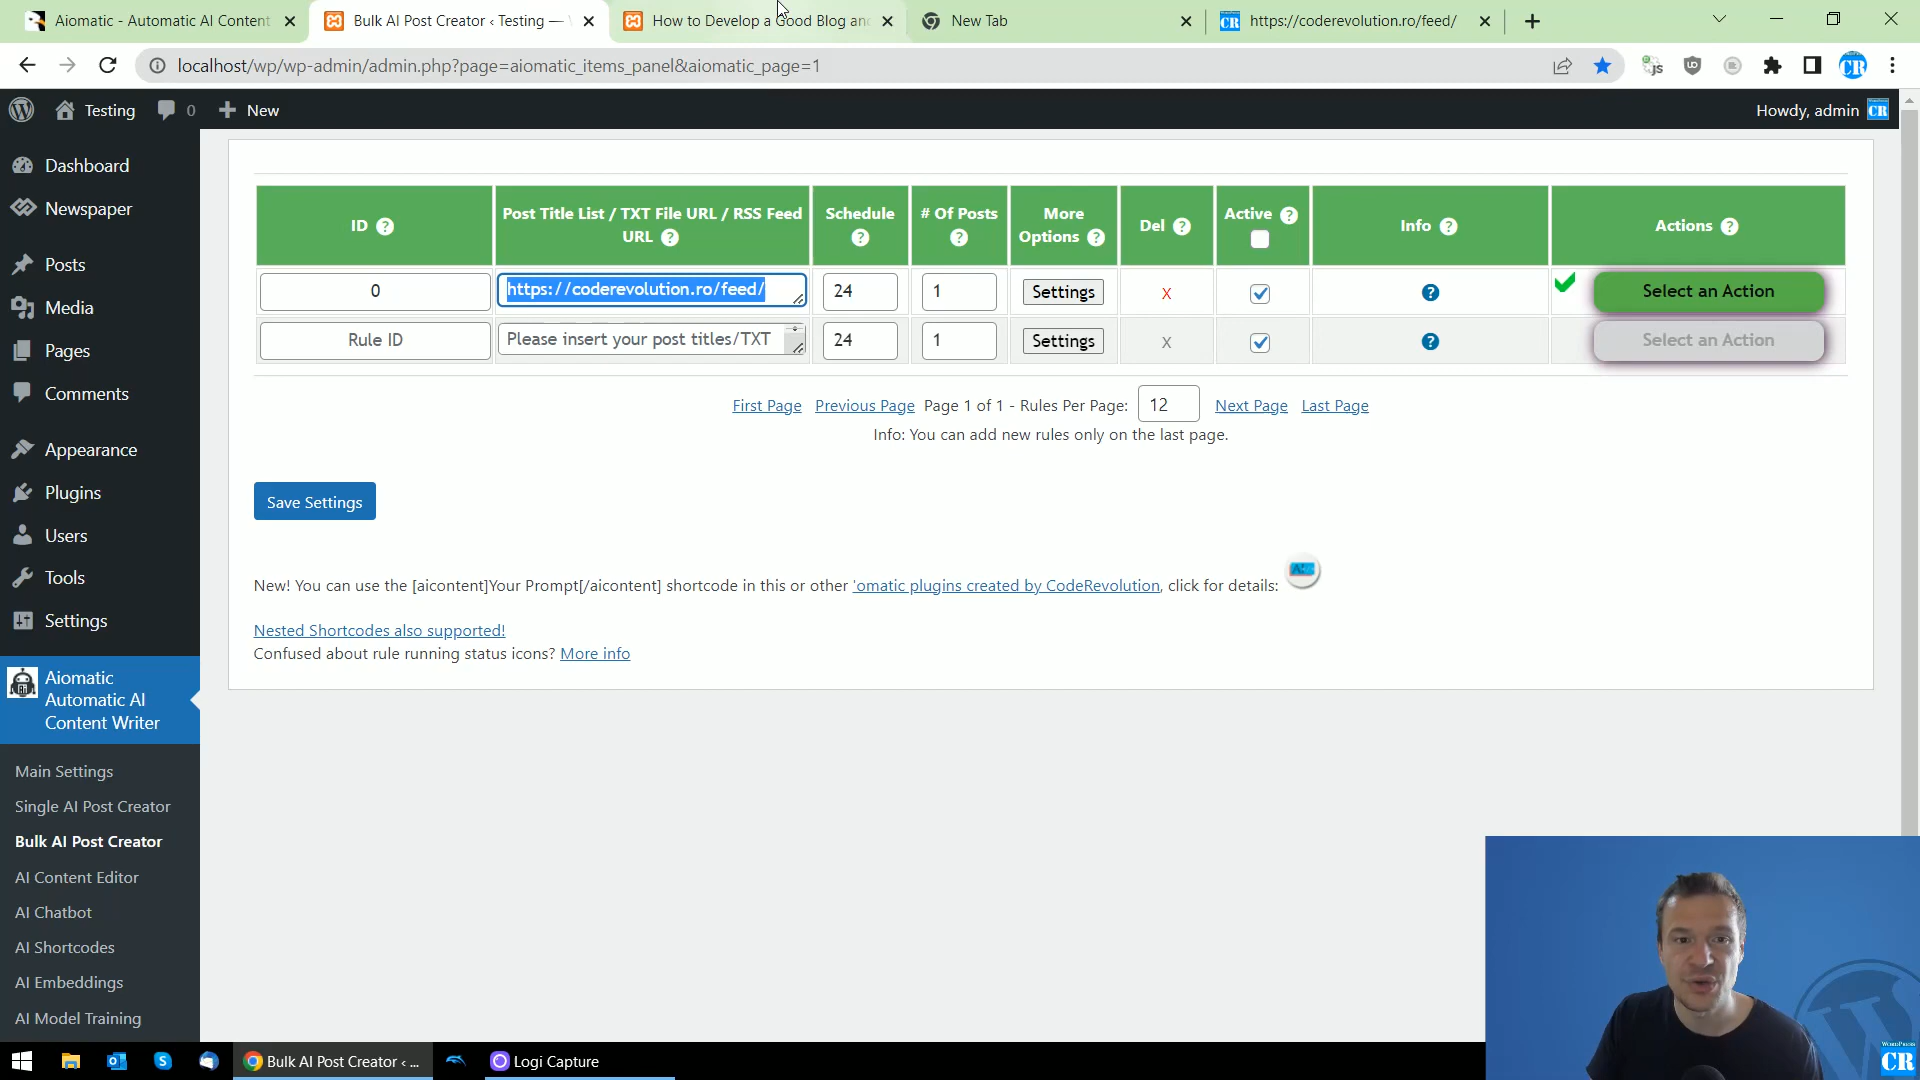 Aiomatic - Automatic AI Content
Bulk AI Post Creator ‹ Testing —
How to Develop a Good Blog and
New Tab
https://coderevolution.ro/feed/
localhost/wp/wp-admin/admin.php?page=aiomatic_items_panel&aiomatic_page=1
Testing
0
New
Howdy, admin
Dashboard
Newspaper
Posts
Media
Pages
Comments
Appearance
Plugins
Users
Tools
Settings
Aiomatic
Automatic AI
Content Writer
Main Settings
Single AI Post Creator
Bulk AI Post Creator
AI Content Editor
AI Chatbot
AI Shortcodes
AI Embeddings
AI Model Training
ID
Post Title List / TXT File URL / RSS Feed
URL
Schedule
# Of Posts
More
Options
Del
Active
Info
Actions
0
https://coderevolution.ro/feed/
24
1
Settings
X
Select an Action
Rule ID
Please insert your post titles/TXT
24
1
Settings
X
Select an Action
First Page Previous Page Page 1 of 1 - Rules Per Page: 12 Next Page Last Page
Info: You can add new rules only on the last page.
Save Settings
New! You can use the [aicontent]Your Prompt[/aicontent] shortcode in this or other 'omatic plugins created by CodeRevolution, click for details:
Nested Shortcodes also supported!
Confused about rule running status icons? More info
Bulk AI Post Creator ‹ ...
Logi Capture
CR